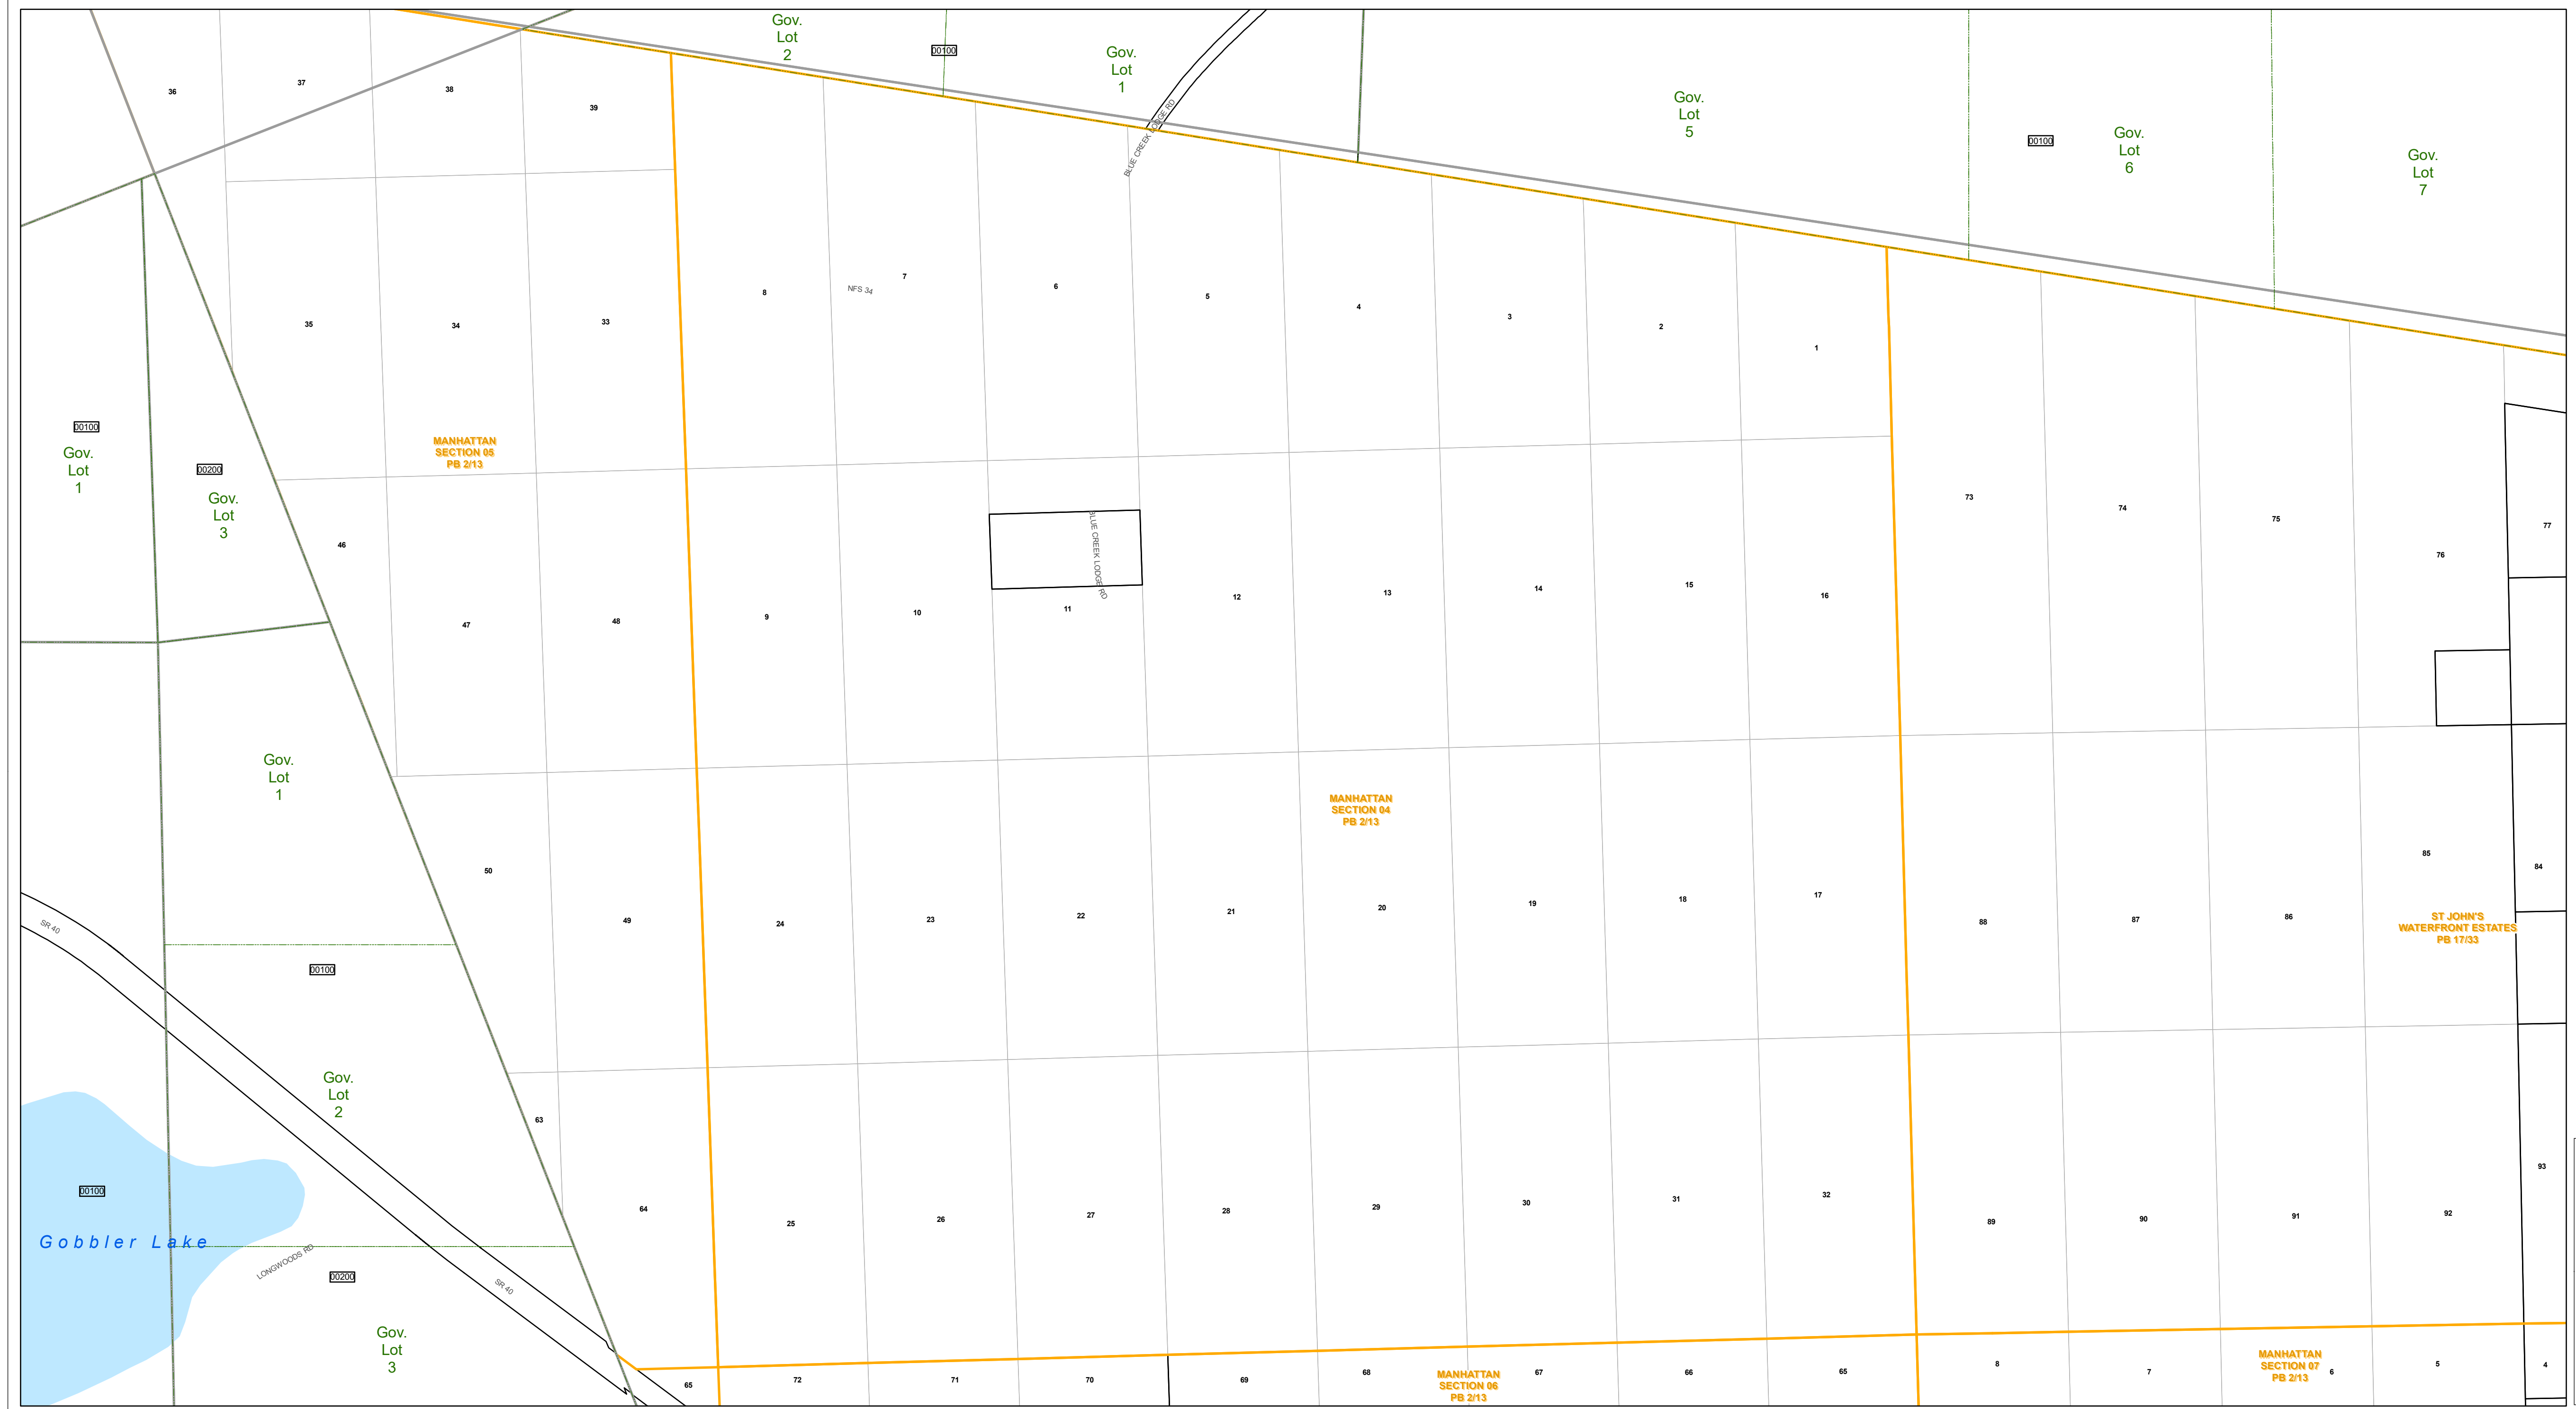 Gov.
Lot
2
00100
Gov.
Lot
1
BLUE CREEK LODGE RD
Gov.
Lot
5
00100
Gov.
Lot
6
Gov.
Lot
7
36
37
38
39
35
34
33
8
7
NFS 34
6
5
4
3
2
1
00100
Gov.
Lot
1
00200
Gov.
Lot
3
MANHATTAN
SECTION 05
PB 2/13
46
47
48
9
10
BLUE CREEK LODGE RD
11
12
13
14
15
16
73
74
75
76
77
Gov.
Lot
1
MANHATTAN
SECTION 04
PB 2/13
50
49
24
23
22
21
20
19
18
17
88
87
86
85
84
ST JOHN'S
WATERFRONT ESTATES
PB 17/33
SR 40
00100
Gov.
Lot
2
63
64
25
26
27
28
29
30
31
32
89
90
91
92
93
00100
Gobbler Lake
LONGWOODS RD
00200
SR 40
Gov.
Lot
3
65
72
71
70
69
68
MANHATTAN
SECTION 06
PB 2/13
67
66
65
8
7
MANHATTAN
SECTION 07
PB 2/13
6
5
4